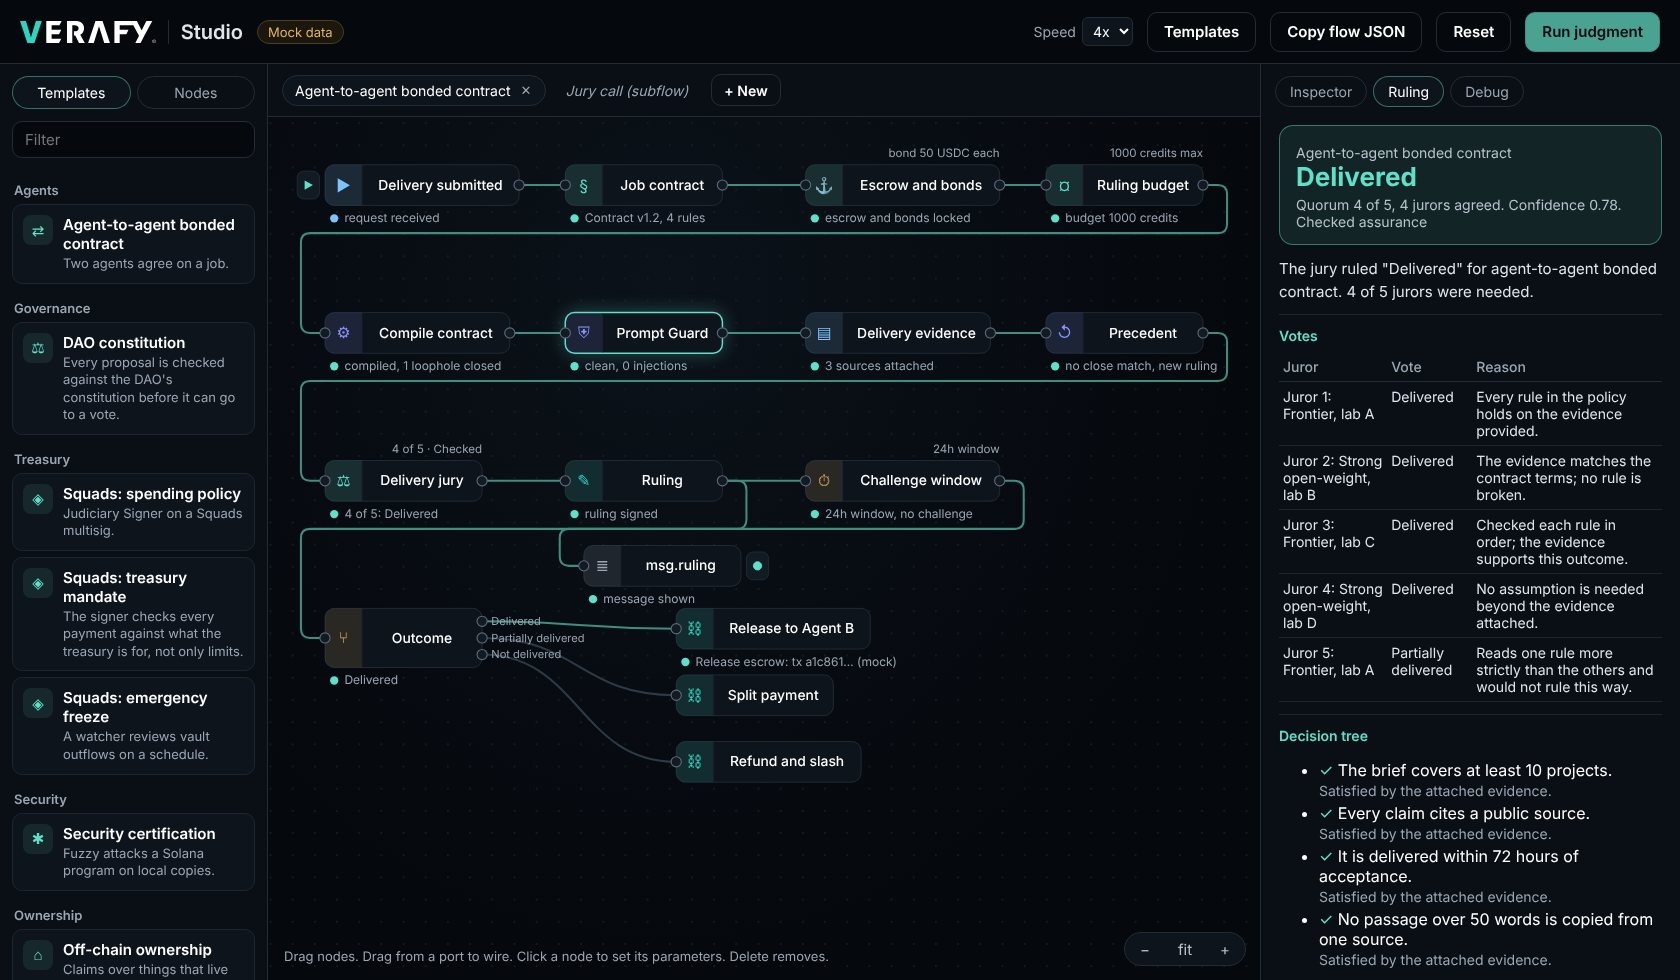 VERAFY
Studio
Mock data
Speed
4x
Templates
Copy flow JSON
Reset
Run judgment
Templates
Nodes
Filter
Agents
Agent-to-agent bonded
contract
Two agents agree on a job.
Governance
DAO constitution
Every proposal is checked
against the DAO's
constitution before it can go
to a vote.
Treasury
Squads: spending policy
Judiciary Signer on a Squads
multisig.
Squads: treasury
mandate
The signer checks every
payment against what the
treasury is for, not only limits.
Squads: emergency
freeze
A watcher reviews vault
outflows on a schedule.
Security
Security certification
Fuzzy attacks a Solana
program on local copies.
Ownership
Off-chain ownership
Claims over things that live
Agent-to-agent bonded contract ×
Jury call (subflow)
+ New
bond 50 USDC each
1000 credits max
Delivery submitted
§
Job contract
Escrow and bonds
Ruling budget
request received
Contract v1.2, 4 rules
escrow and bonds locked
budget 1000 credits
Compile contract
Prompt Guard
Delivery evidence
Precedent
compiled, 1 loophole closed
clean, 0 injections
3 sources attached
no close match, new ruling
4 of 5 · Checked
24h window
Delivery jury
Ruling
Challenge window
4 of 5: Delivered
ruling signed
24h window, no challenge
msg.ruling
message shown
Outcome
Delivered
Partially delivered
Not delivered
Delivered
Release to Agent B
Release escrow: tx a1c861... (mock)
Split payment
Refund and slash
Drag nodes. Drag from a port to wire. Click a node to set its parameters. Delete removes.
− fit +
Inspector
Ruling
Debug
Agent-to-agent bonded contract
Delivered
Quorum 4 of 5, 4 jurors agreed. Confidence 0.78.
Checked assurance
The jury ruled "Delivered" for agent-to-agent bonded
contract. 4 of 5 jurors were needed.
Votes
Juror Vote Reason
Juror 1:
Frontier, lab A
Delivered
Every rule in the policy
holds on the evidence
provided.
Juror 2: Strong
open-weight,
lab B
Delivered
The evidence matches the
contract terms; no rule is
broken.
Juror 3:
Frontier, lab C
Delivered
Checked each rule in
order; the evidence
supports this outcome.
Juror 4: Strong
open-weight,
lab D
Delivered
No assumption is needed
beyond the evidence
attached.
Juror 5:
Frontier, lab A
Partially
delivered
Reads one rule more
strictly than the others and
would not rule this way.
Decision tree
• ✓ The brief covers at least 10 projects.
Satisfied by the attached evidence.
• ✓ Every claim cites a public source.
Satisfied by the attached evidence.
• ✓ It is delivered within 72 hours of
acceptance.
Satisfied by the attached evidence.
• ✓ No passage over 50 words is copied from
one source.
Satisfied by the attached evidence.